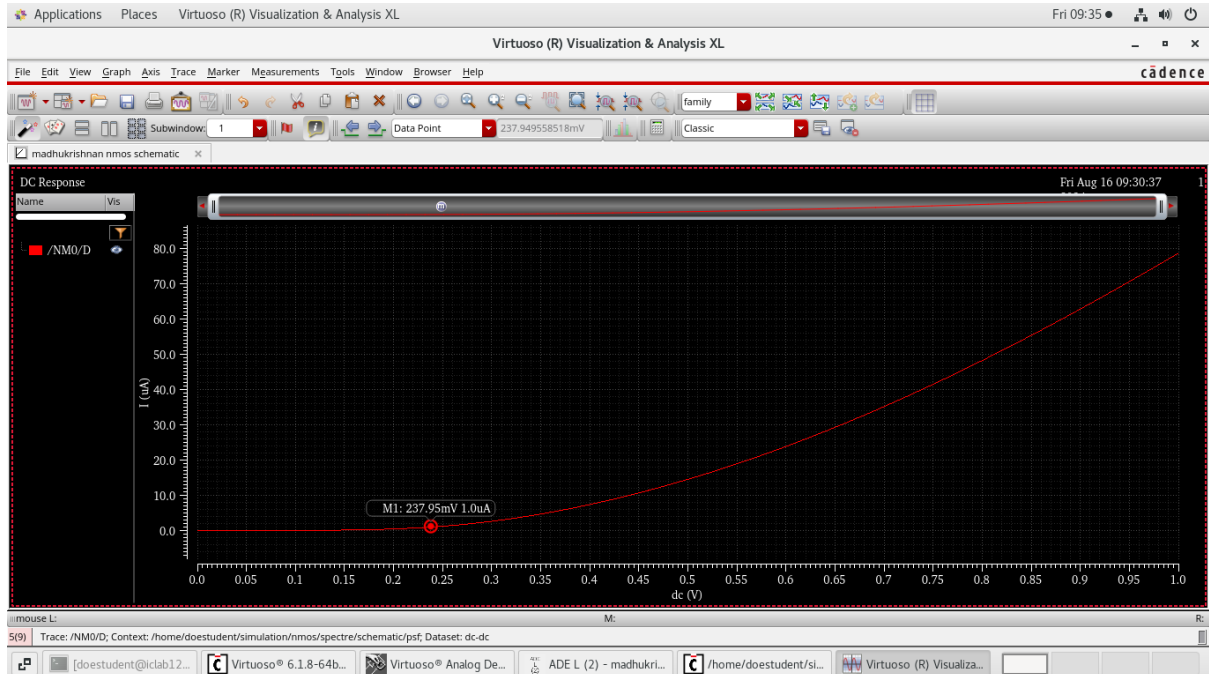 Applications Places Virtuoso (R) Visualization & Analysis XL Fri 09:35
Virtuoso (R) Visualization & Analysis XL
File Edit View Graph Axis Trace Marker Measurements Tools Window Browser Help cādence
family
Subwindow: 1 Data Point 237.949558518mV Classic
madhukrishnan nmos schematic
DC Response Fri Aug 16 09:30:37 1
Name Vis
/NM0/D
80.0
70.0
60.0
50.0
40.0
30.0
20.0
10.0
0.0
I (uA)
M1: 237.95mV 1.0uA
0.0 0.05 0.1 0.15 0.2 0.25 0.3 0.35 0.4 0.45 0.5 0.55 0.6 0.65 0.7 0.75 0.8 0.85 0.9 0.95 1.0
dc (V)
mouse L: M: R:
5(9) Trace: /NM0/D; Context: /home/doestudent/simulation/nmos/spectre/schematic/psf; Dataset: dc-dc
[doestudent@iclab12... Virtuoso® 6.1.8-64b... Virtuoso® Analog De... ADE L (2) - madhukri... /home/doestudent/si... Virtuoso (R) Visualiza...